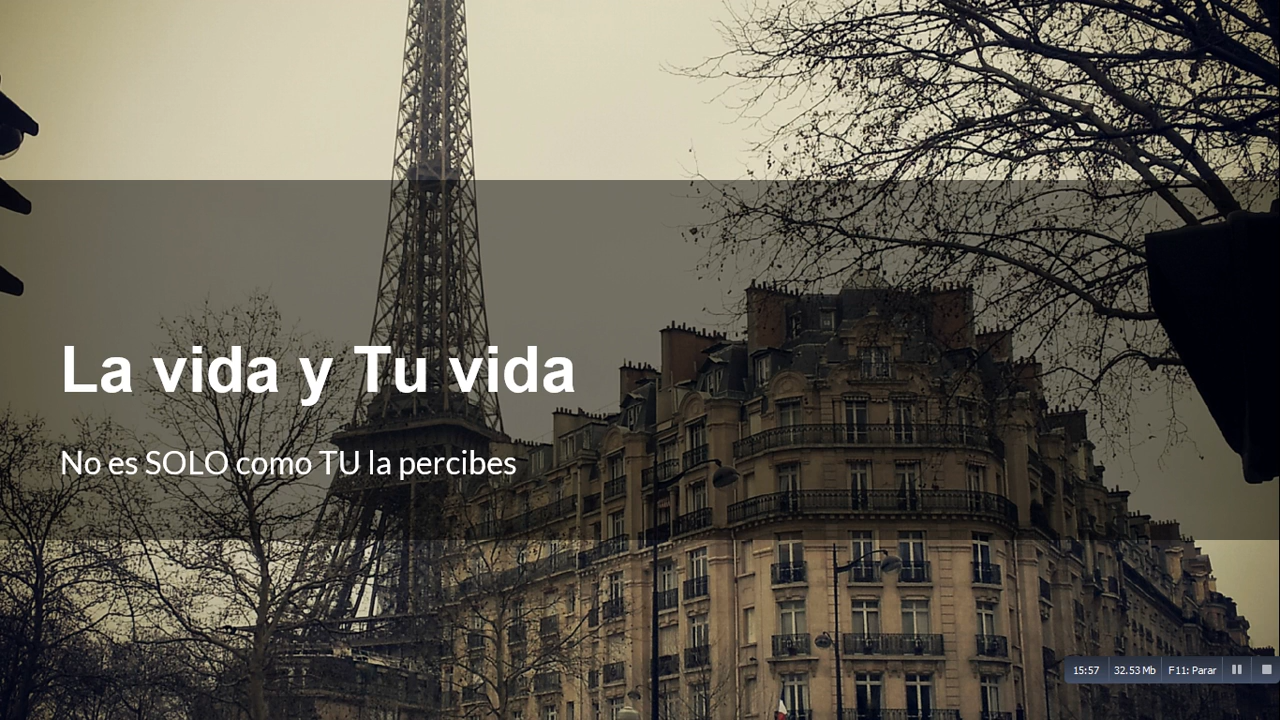 La vida y Tu vida
No es SOLO como TU la percibes
15:57 32.53 Mb F11: Parar